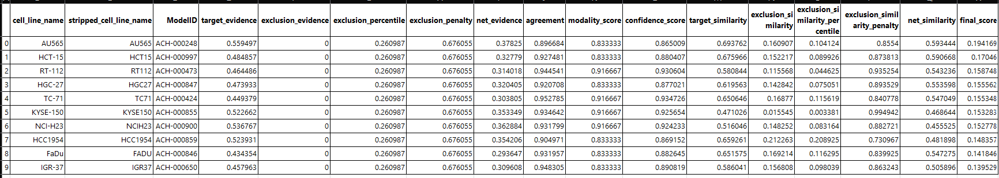 cell_line_name stripped_cell_line_name ModelID target_evidence exclusion_evidence exclusion_percentile exclusion_penalty net_evidence agreement modality_score confidence_score target_similarity exclusion_similarity exclusion_similarity_percentile exclusion_similarity_penalty net_similarity final_score
0 AU565 AU565 ACH-000248 0.559497 0 0.260987 0.676055 0.37825 0.896684 0.833333 0.865009 0.693762 0.160907 0.104124 0.8554 0.593444 0.194169
1 HCT-15 HCT15 ACH-000997 0.484857 0 0.260987 0.676055 0.32779 0.927481 0.833333 0.880407 0.675966 0.152217 0.089926 0.873813 0.590668 0.17046
2 RT-112 RT112 ACH-000473 0.464486 0 0.260987 0.676055 0.314018 0.944541 0.916667 0.930604 0.580844 0.115568 0.044625 0.935254 0.543236 0.158748
3 HGC-27 HGC27 ACH-000847 0.473933 0 0.260987 0.676055 0.320405 0.920708 0.833333 0.877021 0.619563 0.142842 0.075051 0.893529 0.553598 0.155562
4 TC-71 TC71 ACH-000424 0.449379 0 0.260987 0.676055 0.303805 0.952785 0.916667 0.934726 0.650646 0.16877 0.115619 0.840778 0.547049 0.155348
5 KYSE-150 KYSE150 ACH-000855 0.522662 0 0.260987 0.676055 0.353349 0.934642 0.916667 0.925654 0.471026 0.015545 0.003381 0.994942 0.468644 0.153283
6 NCI-H23 NCIH23 ACH-000900 0.536767 0 0.260987 0.676055 0.362884 0.931799 0.916667 0.924233 0.516046 0.148252 0.083164 0.882721 0.455525 0.152778
7 HCC1954 HCC1954 ACH-000859 0.523931 0 0.260987 0.676055 0.354206 0.904971 0.833333 0.869152 0.659261 0.212263 0.208925 0.730967 0.481898 0.148357
8 FaDu FADU ACH-000846 0.434354 0 0.260987 0.676055 0.293647 0.931957 0.833333 0.882645 0.651575 0.169214 0.116295 0.839925 0.547275 0.141846
9 IGR-37 IGR37 ACH-000650 0.457963 0 0.260987 0.676055 0.309608 0.948305 0.833333 0.890819 0.586041 0.156808 0.098039 0.863243 0.505896 0.139529